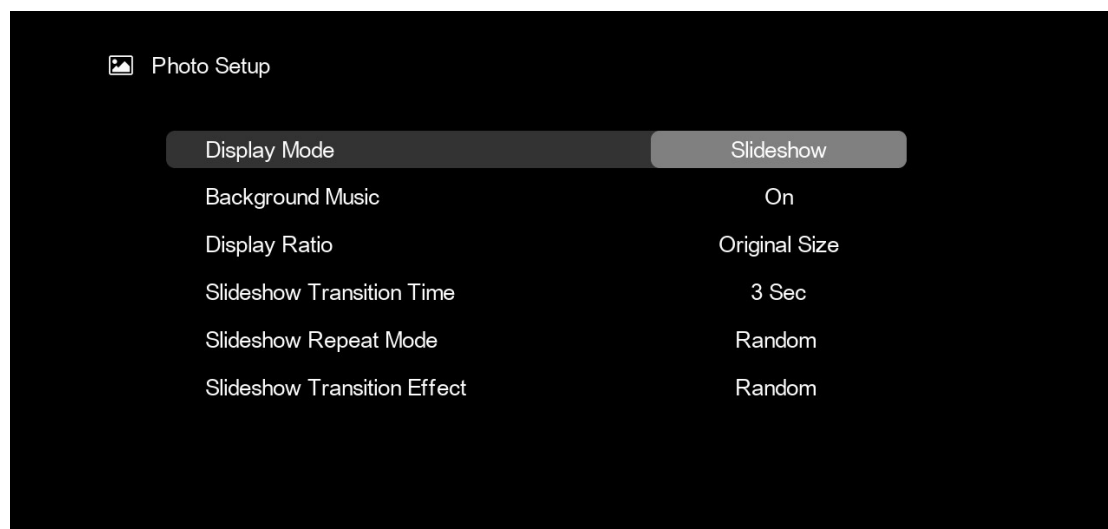 Photo Setup
Display Mode Slideshow
Background Music On
Display Ratio Original Size
Slideshow Transition Time 3 Sec
Slideshow Repeat Mode Random
Slideshow Transition Effect Random